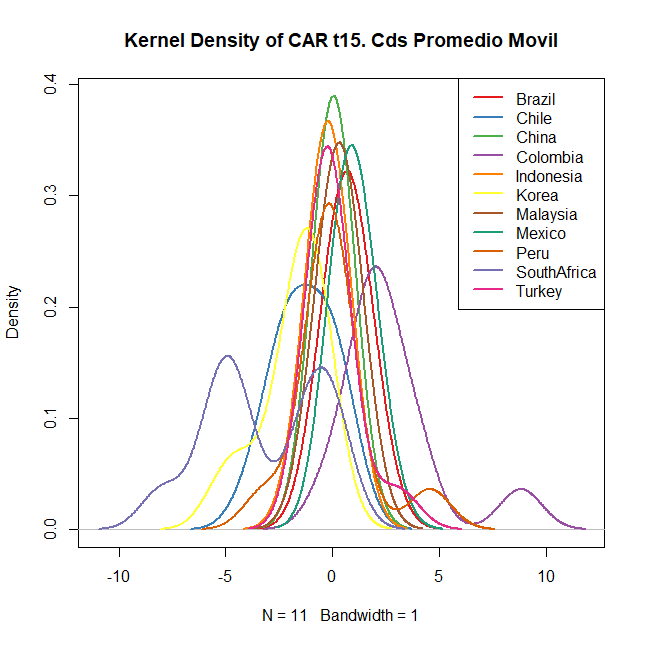 Kernel Density of CAR t15. Cds Promedio Movil
Brazil
Chile
China
Colombia
Indonesia
Korea
Malaysia
Mexico
Peru
SouthAfrica
Turkey
Density
0.4
0.3
0.2
0.1
0.0
-10 -5 0 5 10
N = 11 Bandwidth = 1